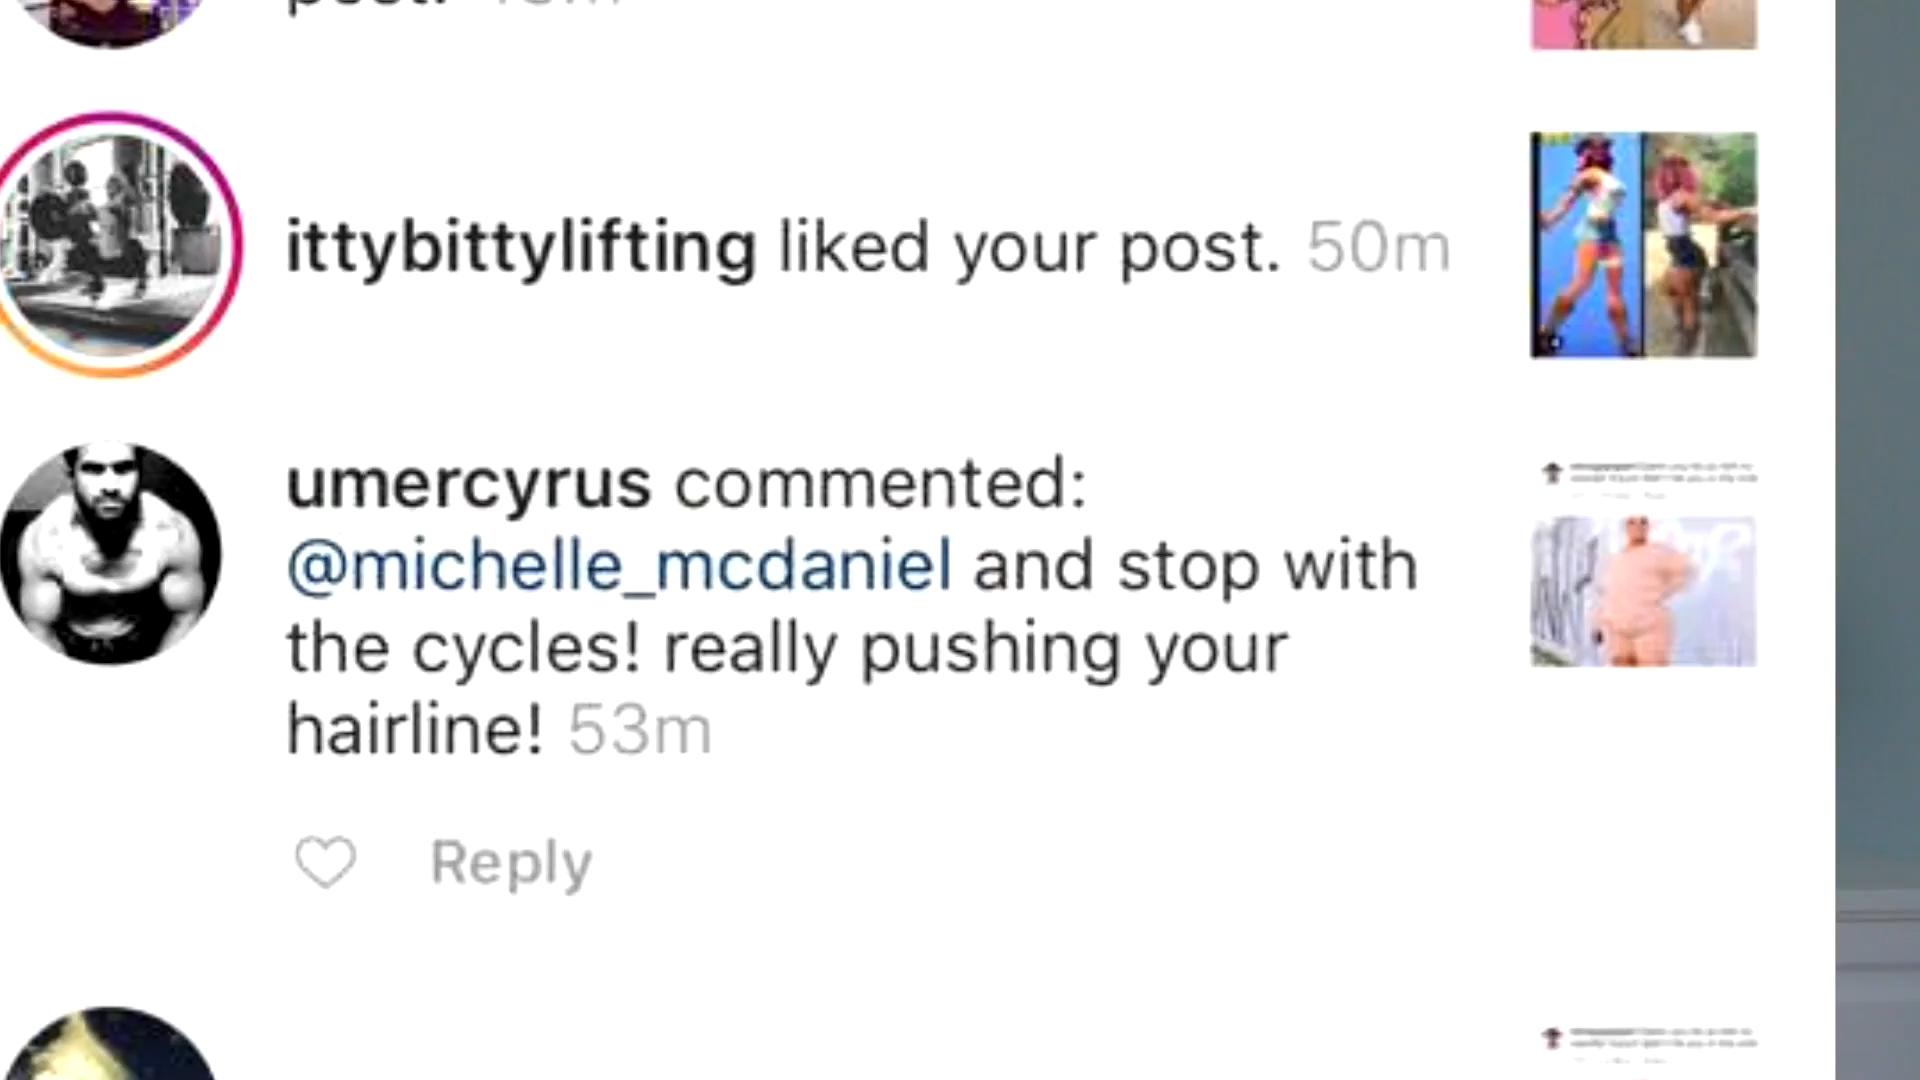 post.
ittybittylifting liked your post. 50m
umercyrus commented:
@michelle_mcdaniel and stop with
the cycles! really pushing your
hairline! 53m
Reply